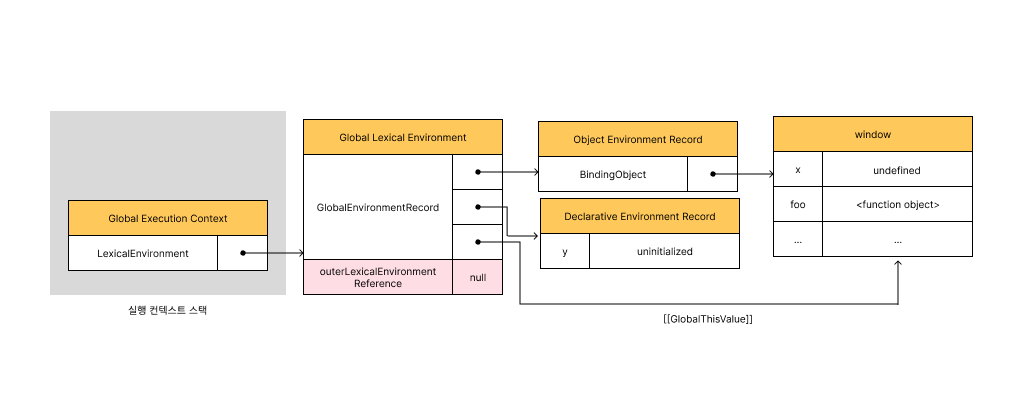 Global Execution Context
LexicalEnvironment
실행 컨텍스트 스택
Global Lexical Environment
GlobalEnvironmentRecord
outerLexicalEnvironment
Reference
null
Object Environment Record
BindingObject
Declarative Environment Record
y
uninitialized
window
x
undefined
foo
<function object>
...
...
[[GlobalThisValue]]